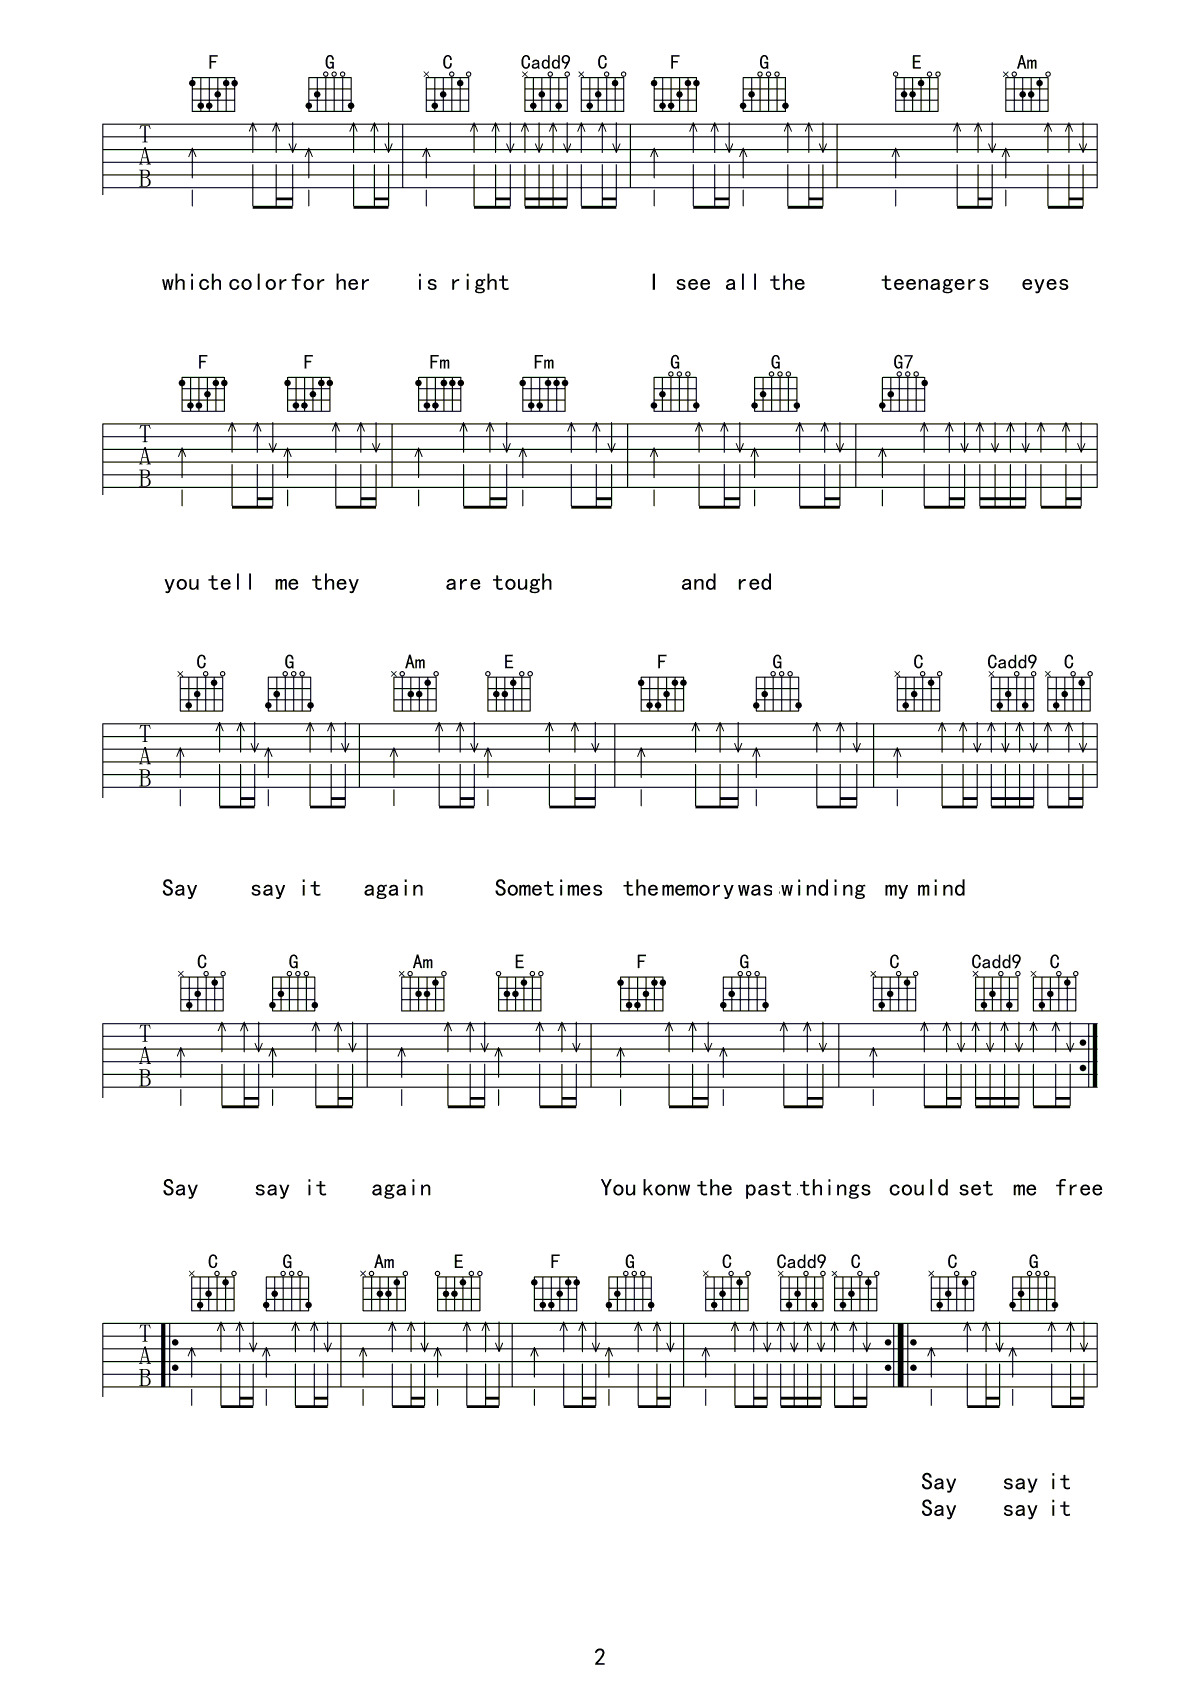 F G C Cadd9 C F G E Am
T
A
B
which color for her is right I see all the teenagers eyes
F F Fm Fm G G G7
T
A
B
you tell me they are tough and red
C G Am E F G C Cadd9 C
T
A
B
Say say it again Sometimes the memory was winding my mind
C G Am E F G C Cadd9 C
T
A
B
Say say it again You konw the past things could set me free
C G Am E F G C Cadd9 C C G
T
A
B
Say say it
Say say it
2